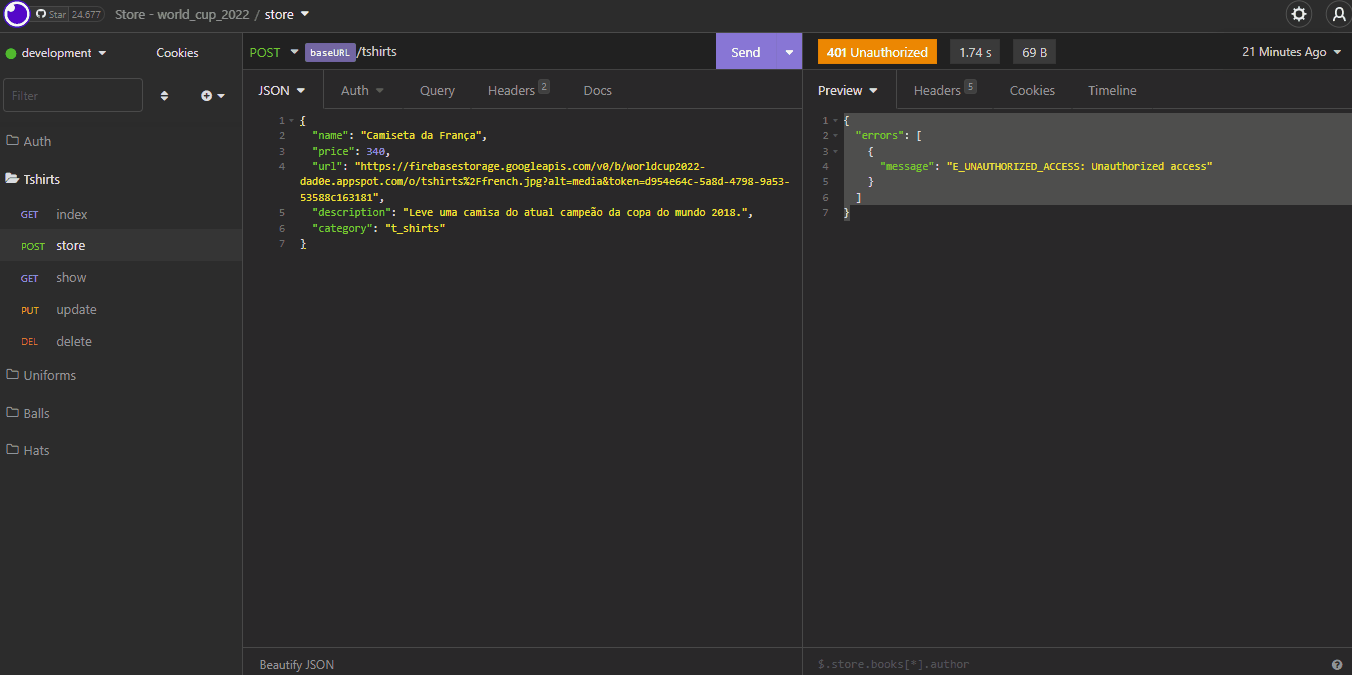 Star 24.677 Store - world_cup_2022 / store
development Cookies
Filter
Auth
Tshirts
GET index
POST store
GET show
PUT update
DEL delete
Uniforms
Balls
Hats
POST baseURL /tshirts Send
JSON Auth Query Headers 2 Docs
1 {
2 "name": "Camiseta da França",
3 "price": 340,
4 "url": "https://firebasestorage.googleapis.com/v0/b/worldcup2022-
dad0e.appspot.com/o/tshirts%2Ffrench.jpg?alt=media&token=d954e64c-5a8d-4798-9a53-
53588c163181",
5 "description": "Leve uma camisa do atual campeão da copa do mundo 2018.",
6 "category": "t_shirts"
7 }
Beautify JSON
401 Unauthorized 1.74 s 69 B 21 Minutes Ago
Preview Headers 5 Cookies Timeline
1 {
2 "errors": [
3 {
4 "message": "E_UNAUTHORIZED_ACCESS: Unauthorized access"
5 }
6 ]
7 }
$.store.books[*].author